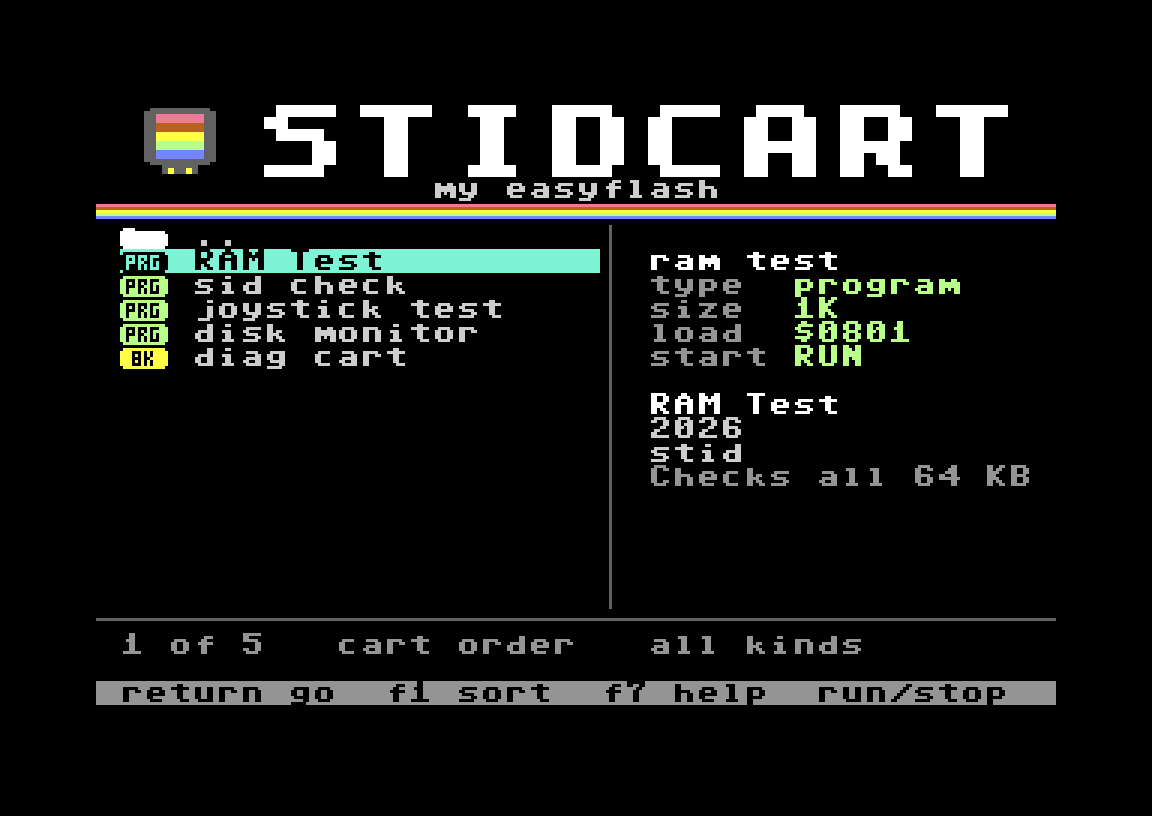 STIDCART
my easyflash
..
PRG RAM Test
PRG sid check
PRG joystick test
PRG disk monitor
8K diag cart
ram test
type program
size 1K
load $0801
start RUN
RAM Test
2026
stid
Checks all 64 KB
1 of 5 cart order all kinds
return go f1 sort f7 help run/stop